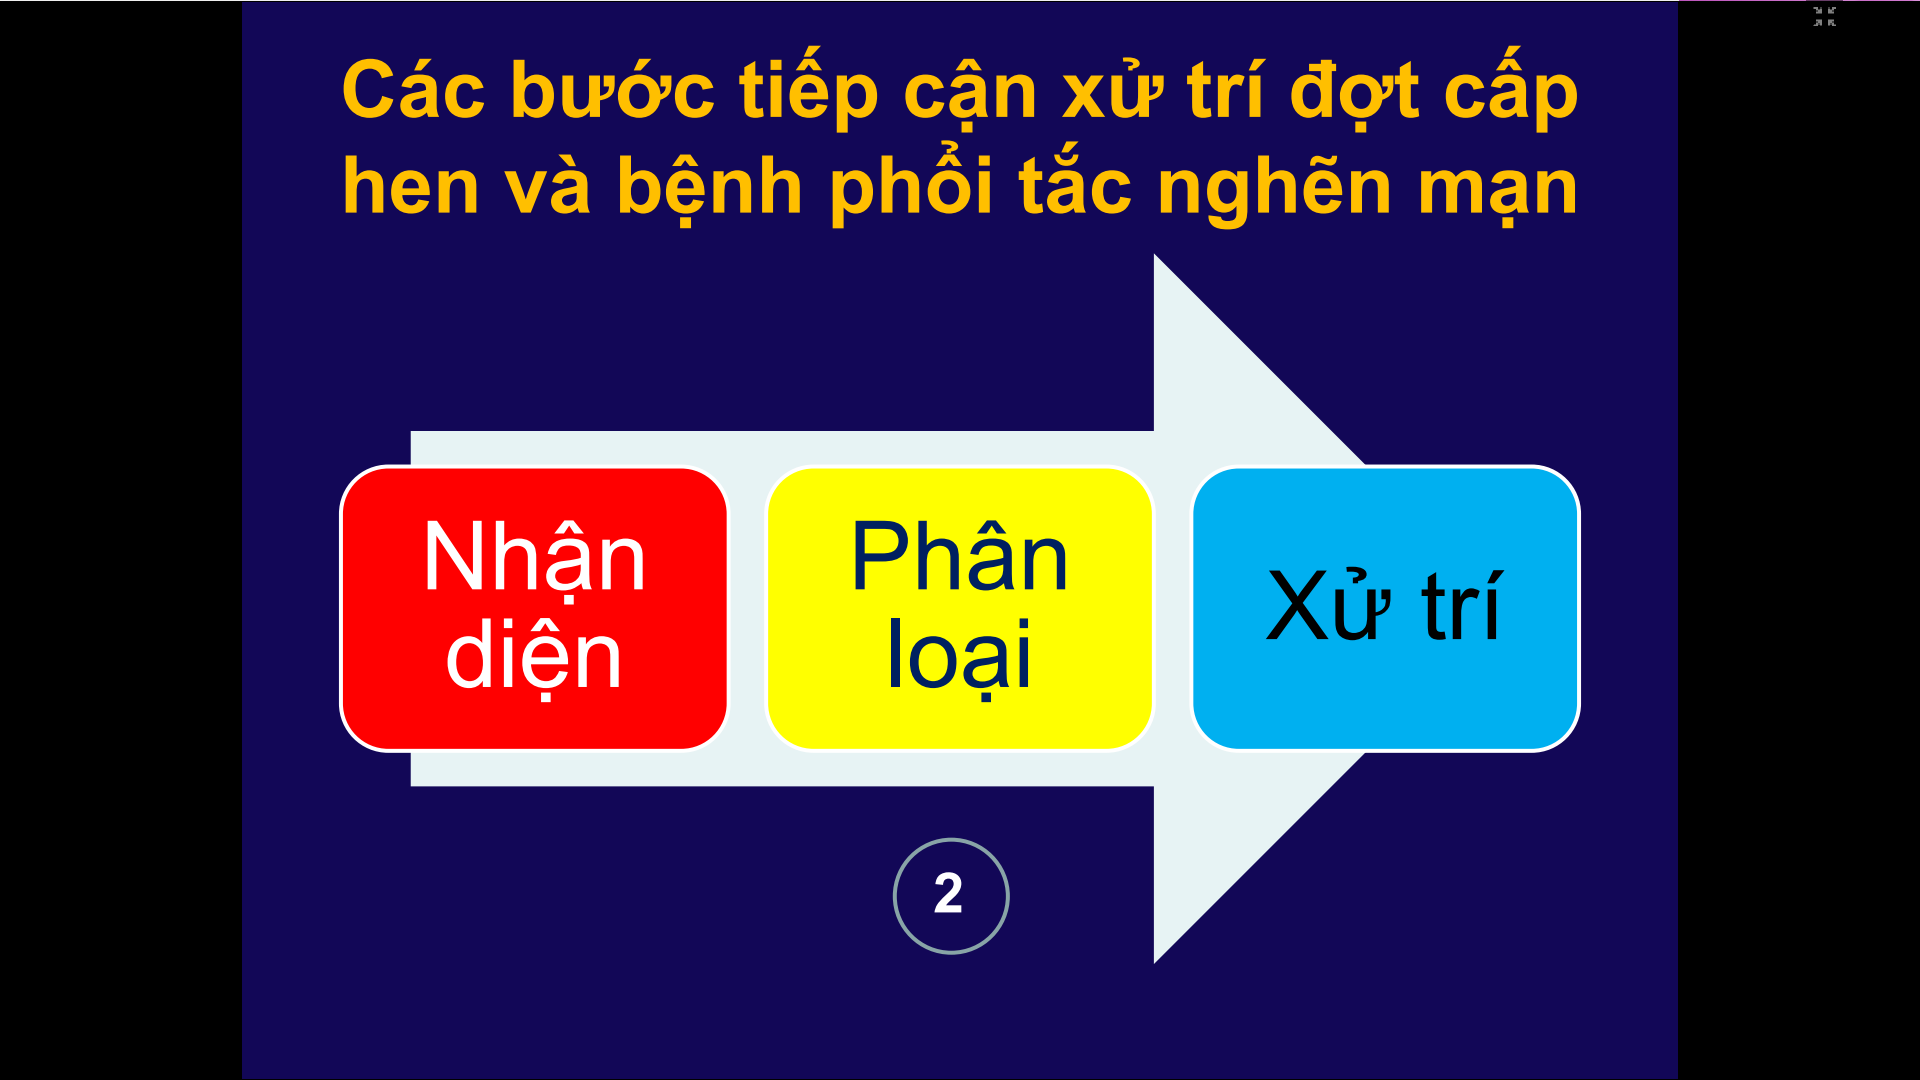 Các bước tiếp cận xử trí đợt cấp
hen và bệnh phổi tắc nghẽn mạn
Nhận
diện
Phân
loại
Xử trí
2